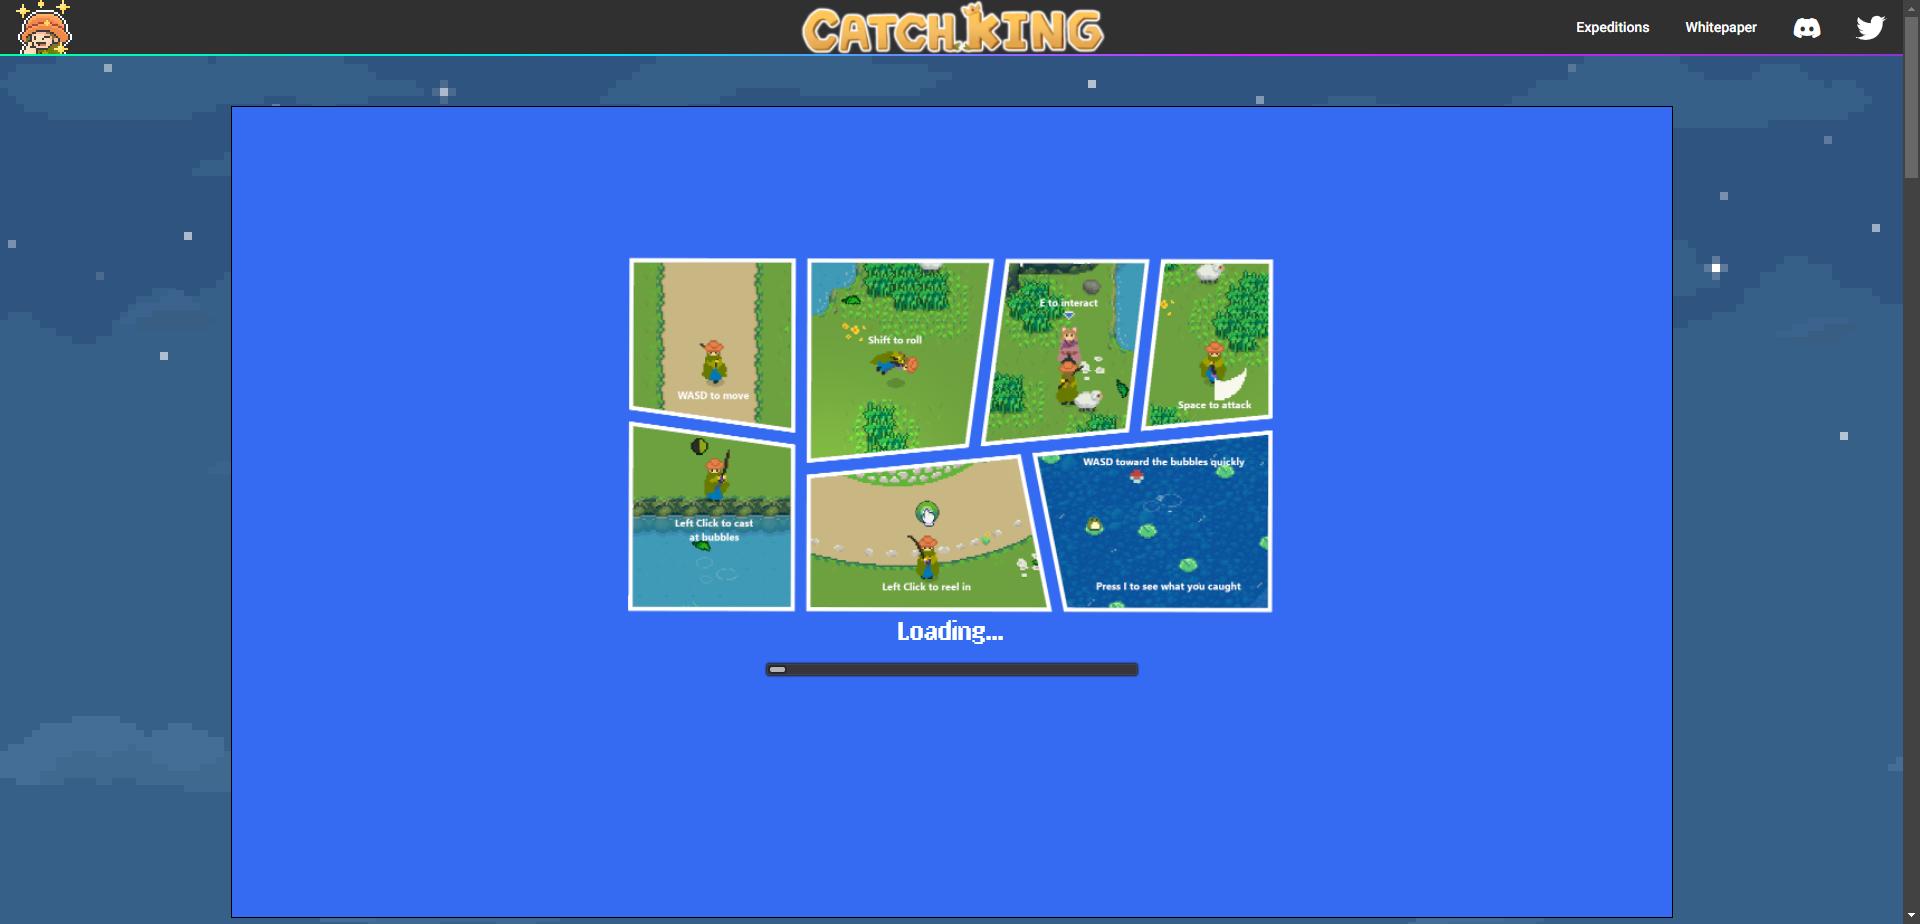 CATCH KING
Expeditions
Whitepaper
WASD to move
Shift to roll
E to interact
Space to attack
Left Click to cast
at bubbles
Left Click to reel in
WASD toward the bubbles quickly
Press I to see what you caught
Loading...